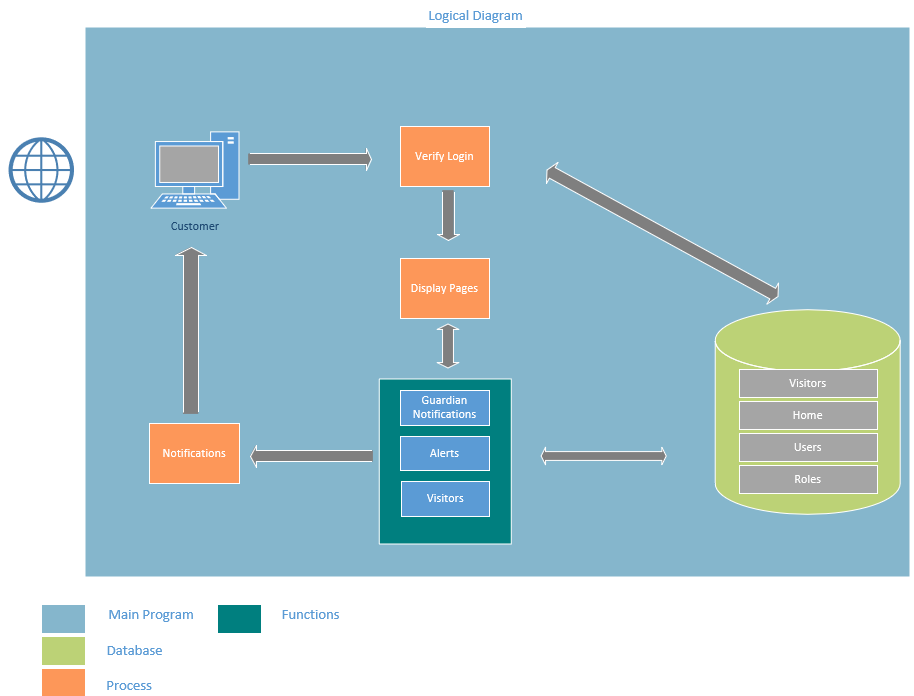 Logical Diagram
Verify Login
Customer
Display Pages
Guardian
Notifications
Alerts
Visitors
Notifications
Visitors
Home
Users
Roles
Main Program
Functions
Database
Process